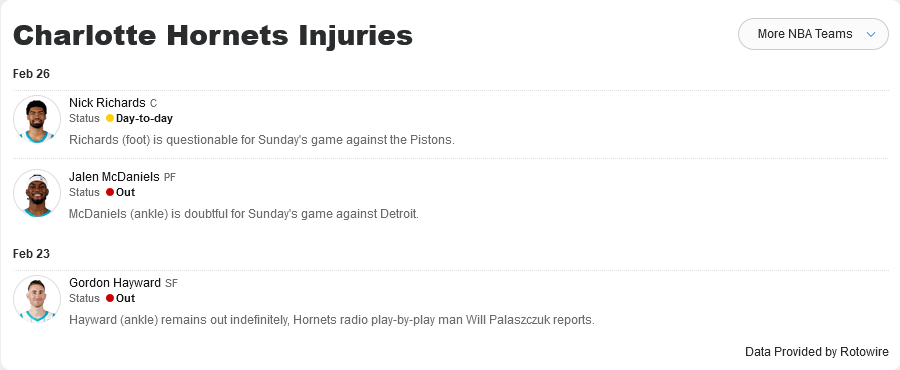 Charlotte Hornets Injuries
More NBA Teams
Feb 26
Nick Richards C
Status Day-to-day
Richards (foot) is questionable for Sunday's game against the Pistons.
Jalen McDaniels PF
Status Out
McDaniels (ankle) is doubtful for Sunday's game against Detroit.
Feb 23
Gordon Hayward SF
Status Out
Hayward (ankle) remains out indefinitely, Hornets radio play-by-play man Will Palaszczuk reports.
Data Provided by Rotowire